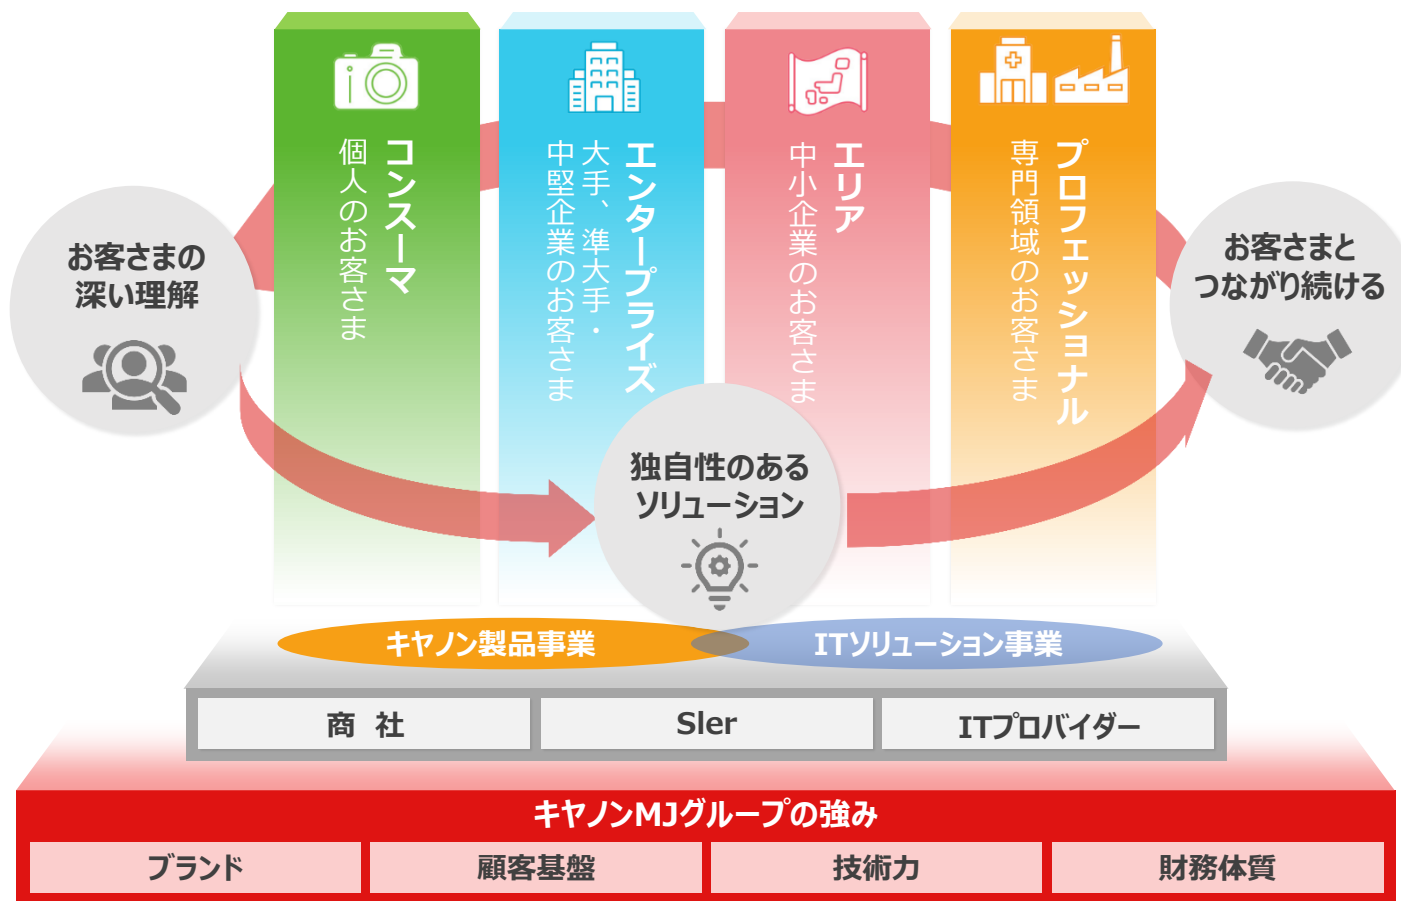 コンスーマ
個人のお客さま
エンタープライズ
大手、準大手・
中堅企業のお客さま
エリア
中小企業のお客さま
プロフェッショナル
専門領域のお客さま
お客さまの
深い理解
お客さまと
つながり続ける
独自性のある
ソリューション
キヤノン製品事業
ITソリューション事業
商 社
SIer
ITプロバイダー
キヤノンMJグループの強み
ブランド
顧客基盤
技術力
財務体質